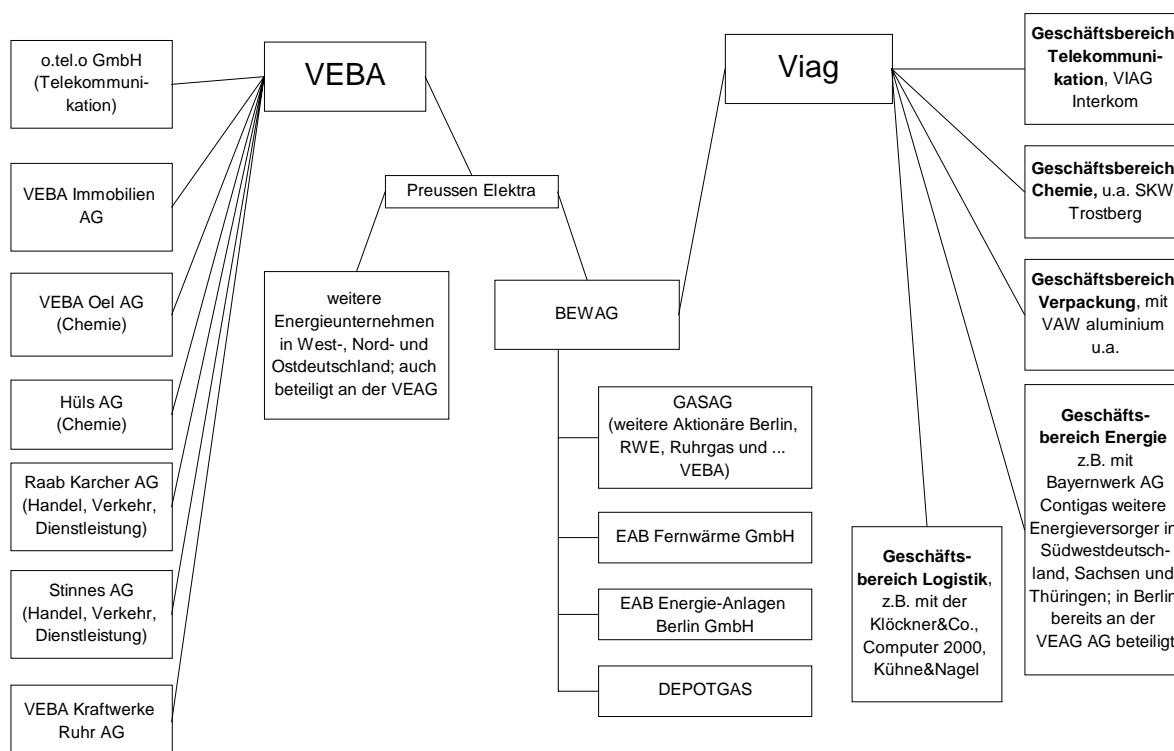 o.tel.o GmbH
(Telekommuni-
kation)
VEBA Immobilien
AG
VEBA Oel AG
(Chemie)
Hüls AG
(Chemie)
Raab Karcher AG
(Handel, Verkehr,
Dienstleistung)
Stinnes AG
(Handel, Verkehr,
Dienstleistung)
VEBA Kraftwerke
Ruhr AG
VEBA
Preussen Elektra
weitere
Energieunternehmen
in West-, Nord- und
Ostdeutschland; auch
beteiligt an der VEAG
BEWAG
GASAG
(weitere Aktionäre Berlin,
RWE, Ruhrgas und ...
VEBA)
EAB Fernwärme GmbH
EAB Energie-Anlagen
Berlin GmbH
DEPOTGAS
Viag
Geschäfts-
bereich Logistik,
z.B. mit der
Klöckner&Co.,
Computer 2000,
Kühne&Nagel
Geschäftsbereich
Telekommuni-
kation, VIAG
Interkom
Geschäftsbereich
Chemie, u.a. SKW
Trostberg
Geschäftsbereich
Verpackung, mit
VAW aluminium
u.a.
Geschäfts-
bereich Energie
z.B. mit
Bayernwerk AG
Contigas weitere
Energieversorger in
Südwestdeutsch-
land, Sachsen und
Thüringen; in Berlin
bereits an der
VEAG AG beteiligt